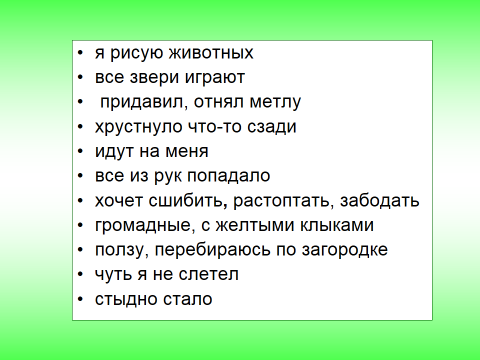 • я рисую животных
• все звери играют
• придавил, отнял метлу
• хрустнуло что-то сзади
• идут на меня
• все из рук попадало
• хочет сшибить, растоптать, забодать
• громадные, с желтыми клыками
• ползу, перебираюсь по загородке
• чуть я не слетел
• стыдно стало